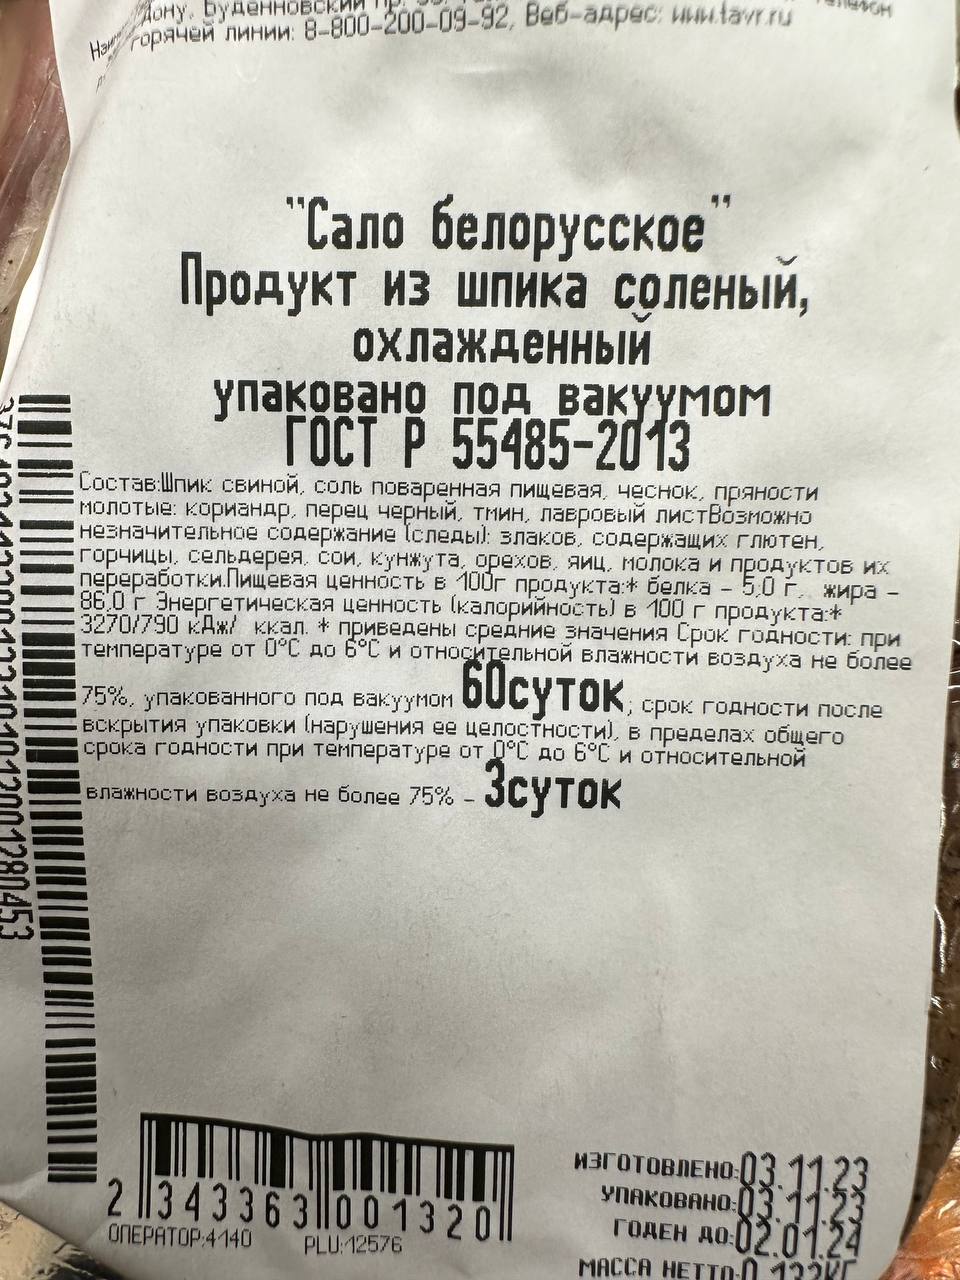 Дону, Буденновский пр.
горячей линии: 8-800-200-09-92, Веб-адрес: www.tavr.ru
"Сало белорусское"
Продукт из шпика соленый,
охлажденный
упаковано под вакуумом
ГОСТ Р 55485-2013
Состав:Шпик свиной, соль поваренная пищевая, чеснок, пряности
молотые: кориандр, перец черный, тмин, лавровый листВозможно
незначительное содержание (следы): злаков, содержащих глютен,
горчицы, сельдерея, сои, кунжута, орехов, яиц, молока и продуктов их
переработки.Пищевая ценность в 100г продукта:* белка - 5,0 г, жира -
86,0 г Энергетическая ценность (калорийность) в 100 г продукта:*
3270/790 кДж/ ккал. * приведены средние значения Срок годности: при
температуре от 0°С до 6°С и относительной влажности воздуха не более
75%, упакованного под вакуумом 60суток, срок годности после
вскрытия упаковки (нарушения ее целостности), в пределах общего
срока годности при температуре от 0°С до 6°С и относительной
влажности воздуха не более 75% - 3суток
2 343363 001320
ОПЕРАТОР:4140 PLU:12576
ИЗГОТОВЛЕНО:03.11.23
УПАКОВАНО:03.11.23
ГОДЕН ДО:02.01.24
МАССА НЕТТО:0.132КГ